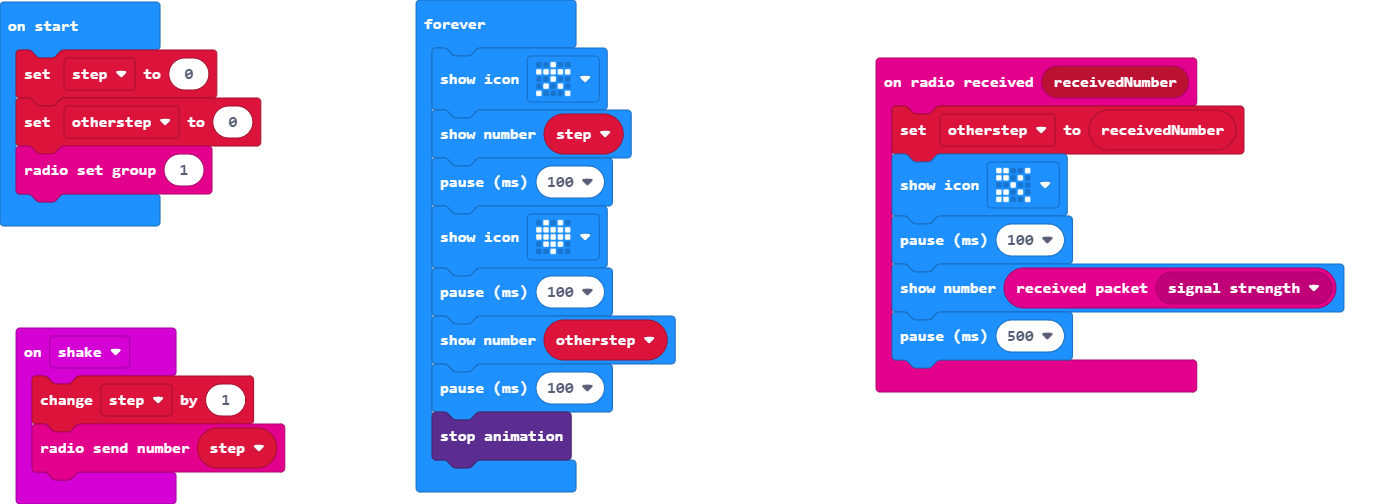 on start
set step to 0
set otherstep to 0
radio set group 1
on shake
change step by 1
radio send number step
forever
show icon
show number step
pause (ms) 100
show icon
pause (ms) 100
show number otherstep
pause (ms) 100
stop animation
on radio received receivedNumber
set otherstep to receivedNumber
show icon
pause (ms) 100
show number received packet signal strength
pause (ms) 500